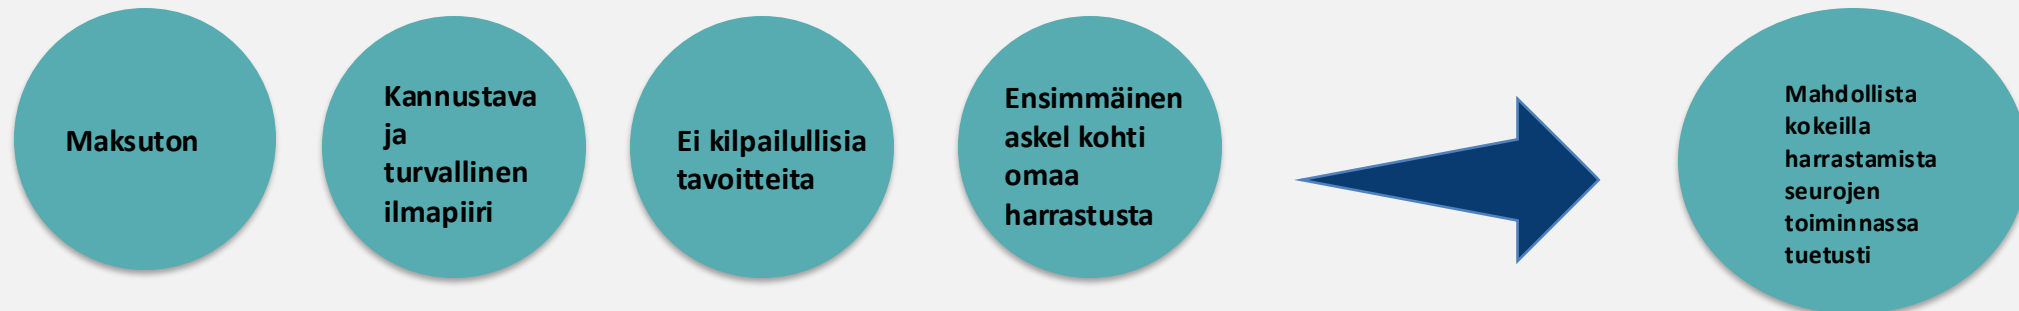 Maksuton
Kannustava
ja
turvallinen
ilmapiiri
Ei kilpailullisia
tavoitteita
Ensimmäinen
askel kohti
omaa
harrastusta
Mahdollista
kokeilla
harrastamista
seurojen
toiminnassa
tuetusti